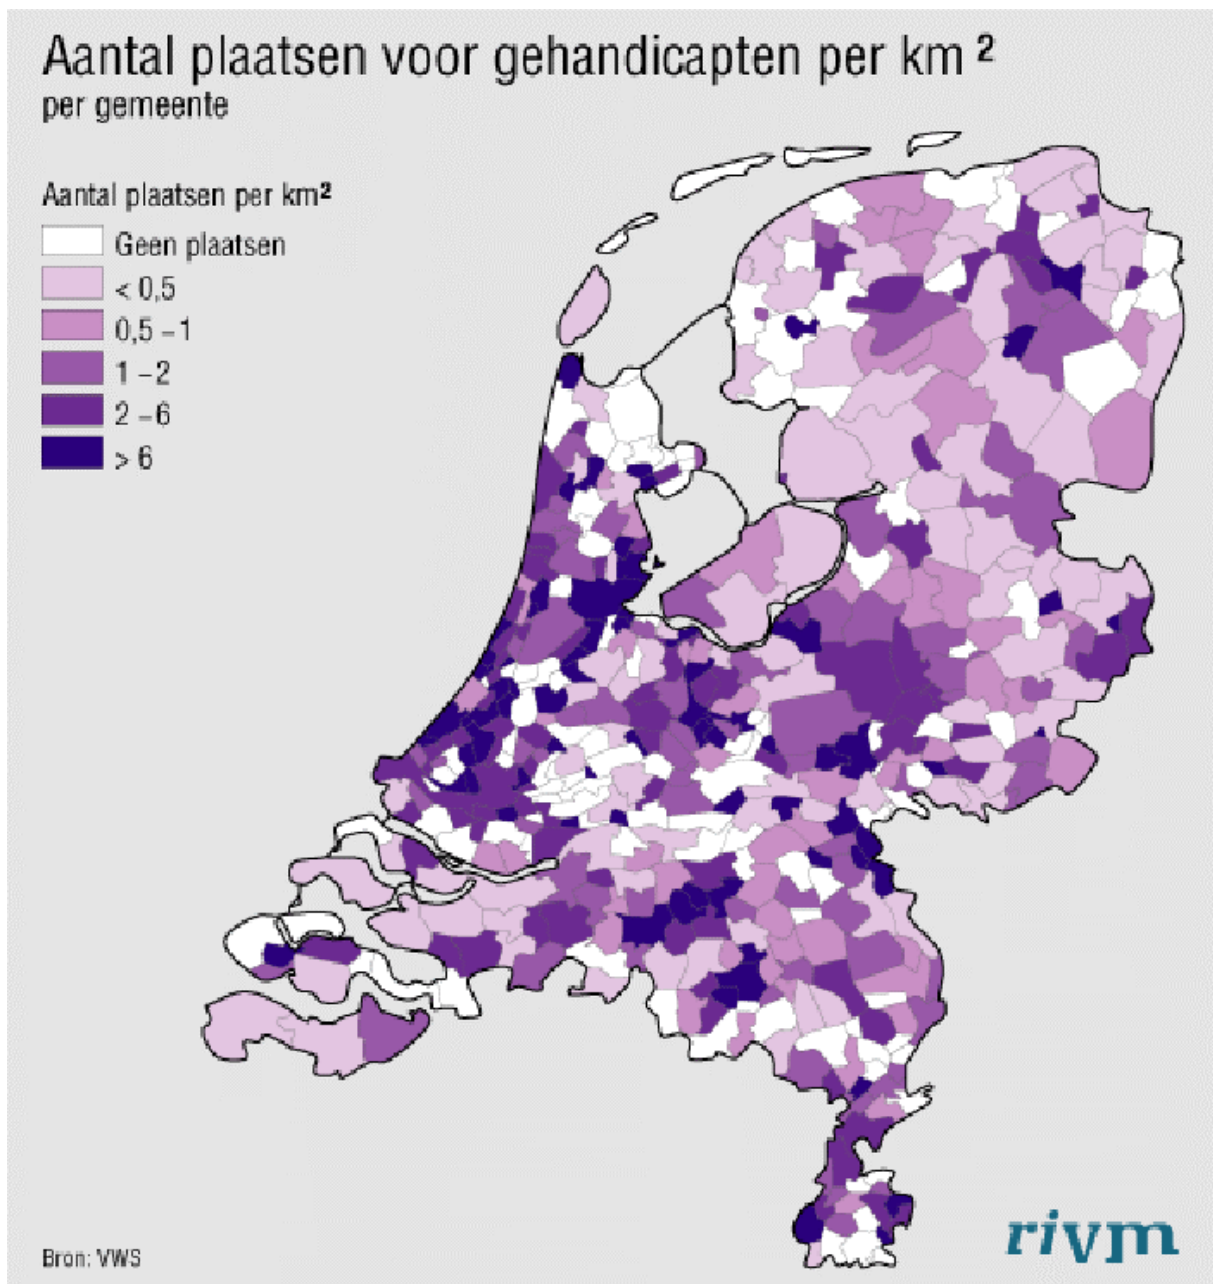 Aantal plaatsen voor gehandicapten per km ²
per gemeente
Aantal plaatsen per km²
Geen plaatsen
< 0,5
0,5 – 1
1 – 2
2 – 6
> 6
Bron: VWS
rivm